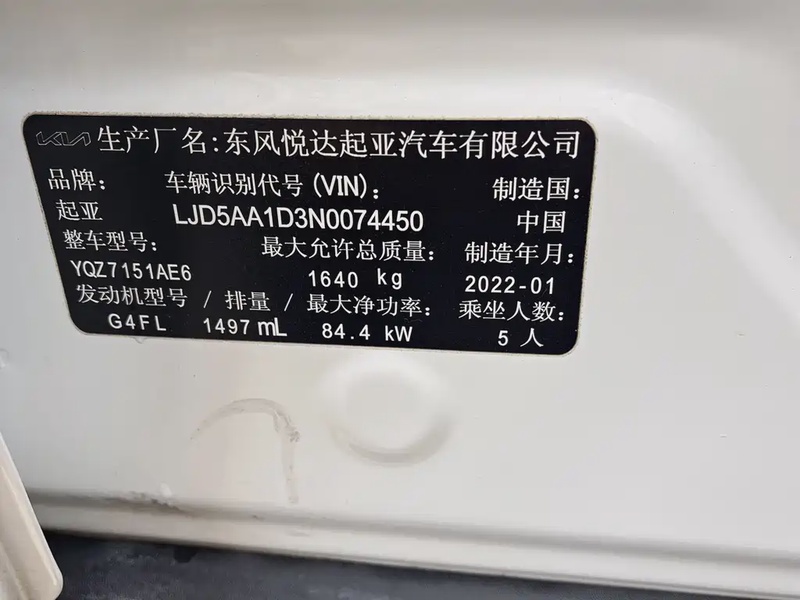 KIA 生产厂名:东风悦达起亚汽车有限公司
品牌: 车辆识别代号(VIN): 制造国:
起亚 LJD5AA1D3N0074450 中国
整车型号: 最大允许总质量: 制造年月:
YQZ7151AE6 1640 kg 2022-01
发动机型号 / 排量 / 最大净功率: 乘坐人数:
G4FL 1497 mL 84.4 kW 5 人